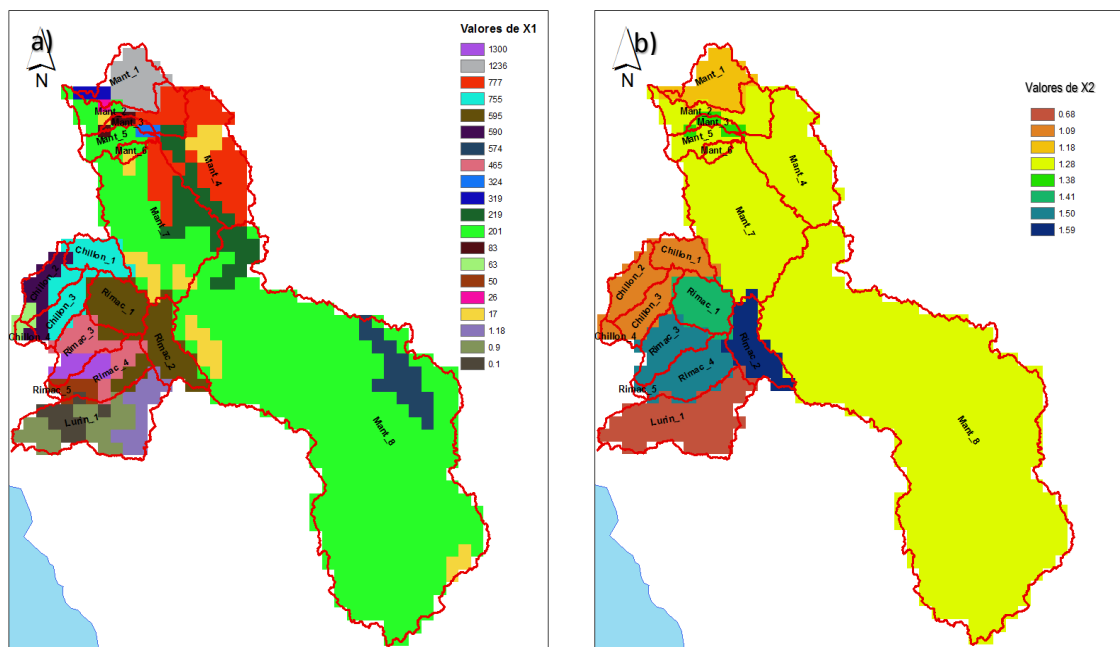 a)
N
Valores de X1
1300
1236
777
755
595
590
574
465
324
319
219
201
83
63
50
26
17
1.18
0.9
0.1
Mant_1
Mant_2
Mant_3
Mant_5
Mant_6
Mant_4
Mant_7
Chillon_1
Chillon_2
Chillon_3
Rimac_1
Rimac_3
Rimac_2
Rimac_4
Rimac_5
Lurin_1
Mant_8
b)
N
Valores de X2
0.68
1.09
1.18
1.28
1.38
1.41
1.50
1.59
Mant_1
Mant_2
Mant_3
Mant_5
Mant_6
Mant_4
Mant_7
Chillon_1
Chillon_2
Chillon_3
Rimac_1
Chillon_4
Rimac_3
Rimac_2
Rimac_4
Rimac_5
Lurin_1
Mant_8